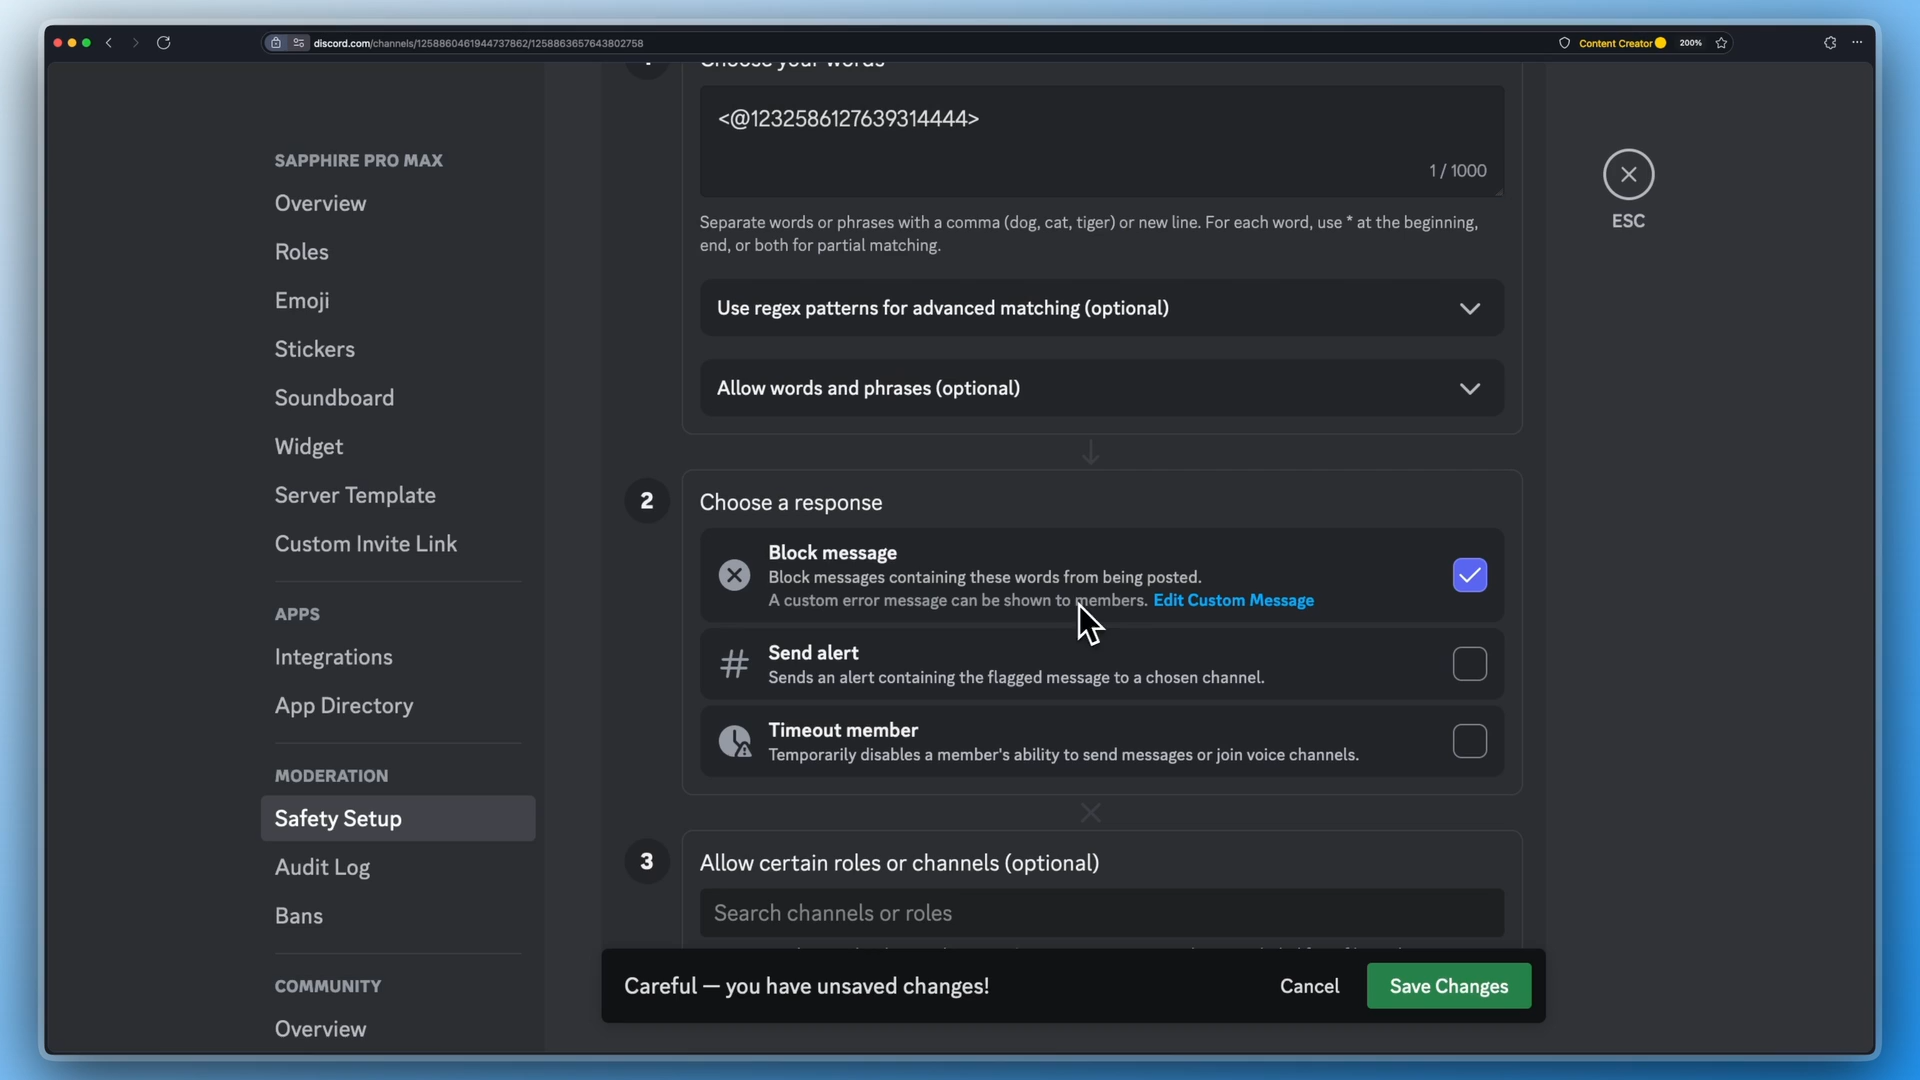 discord.com/channels/1258860461944737862/1258863657643802758
Content Creator
200%
SAPPHIRE PRO MAX
Overview
Roles
Emoji
Stickers
Soundboard
Widget
Server Template
Custom Invite Link
APPS
Integrations
App Directory
MODERATION
Safety Setup
Audit Log
Bans
COMMUNITY
Overview
Choose your words
<@1232586127639314444>
1 / 1000
Separate words or phrases with a comma (dog, cat, tiger) or new line. For each word, use * at the beginning,
end, or both for partial matching.
Use regex patterns for advanced matching (optional)
Allow words and phrases (optional)
2
Choose a response
Block message
Block messages containing these words from being posted.
A custom error message can be shown to members. Edit Custom Message
Send alert
Sends an alert containing the flagged message to a chosen channel.
Timeout member
Temporarily disables a member's ability to send messages or join voice channels.
3
Allow certain roles or channels (optional)
Search channels or roles
Careful — you have unsaved changes!
Cancel
Save Changes
ESC